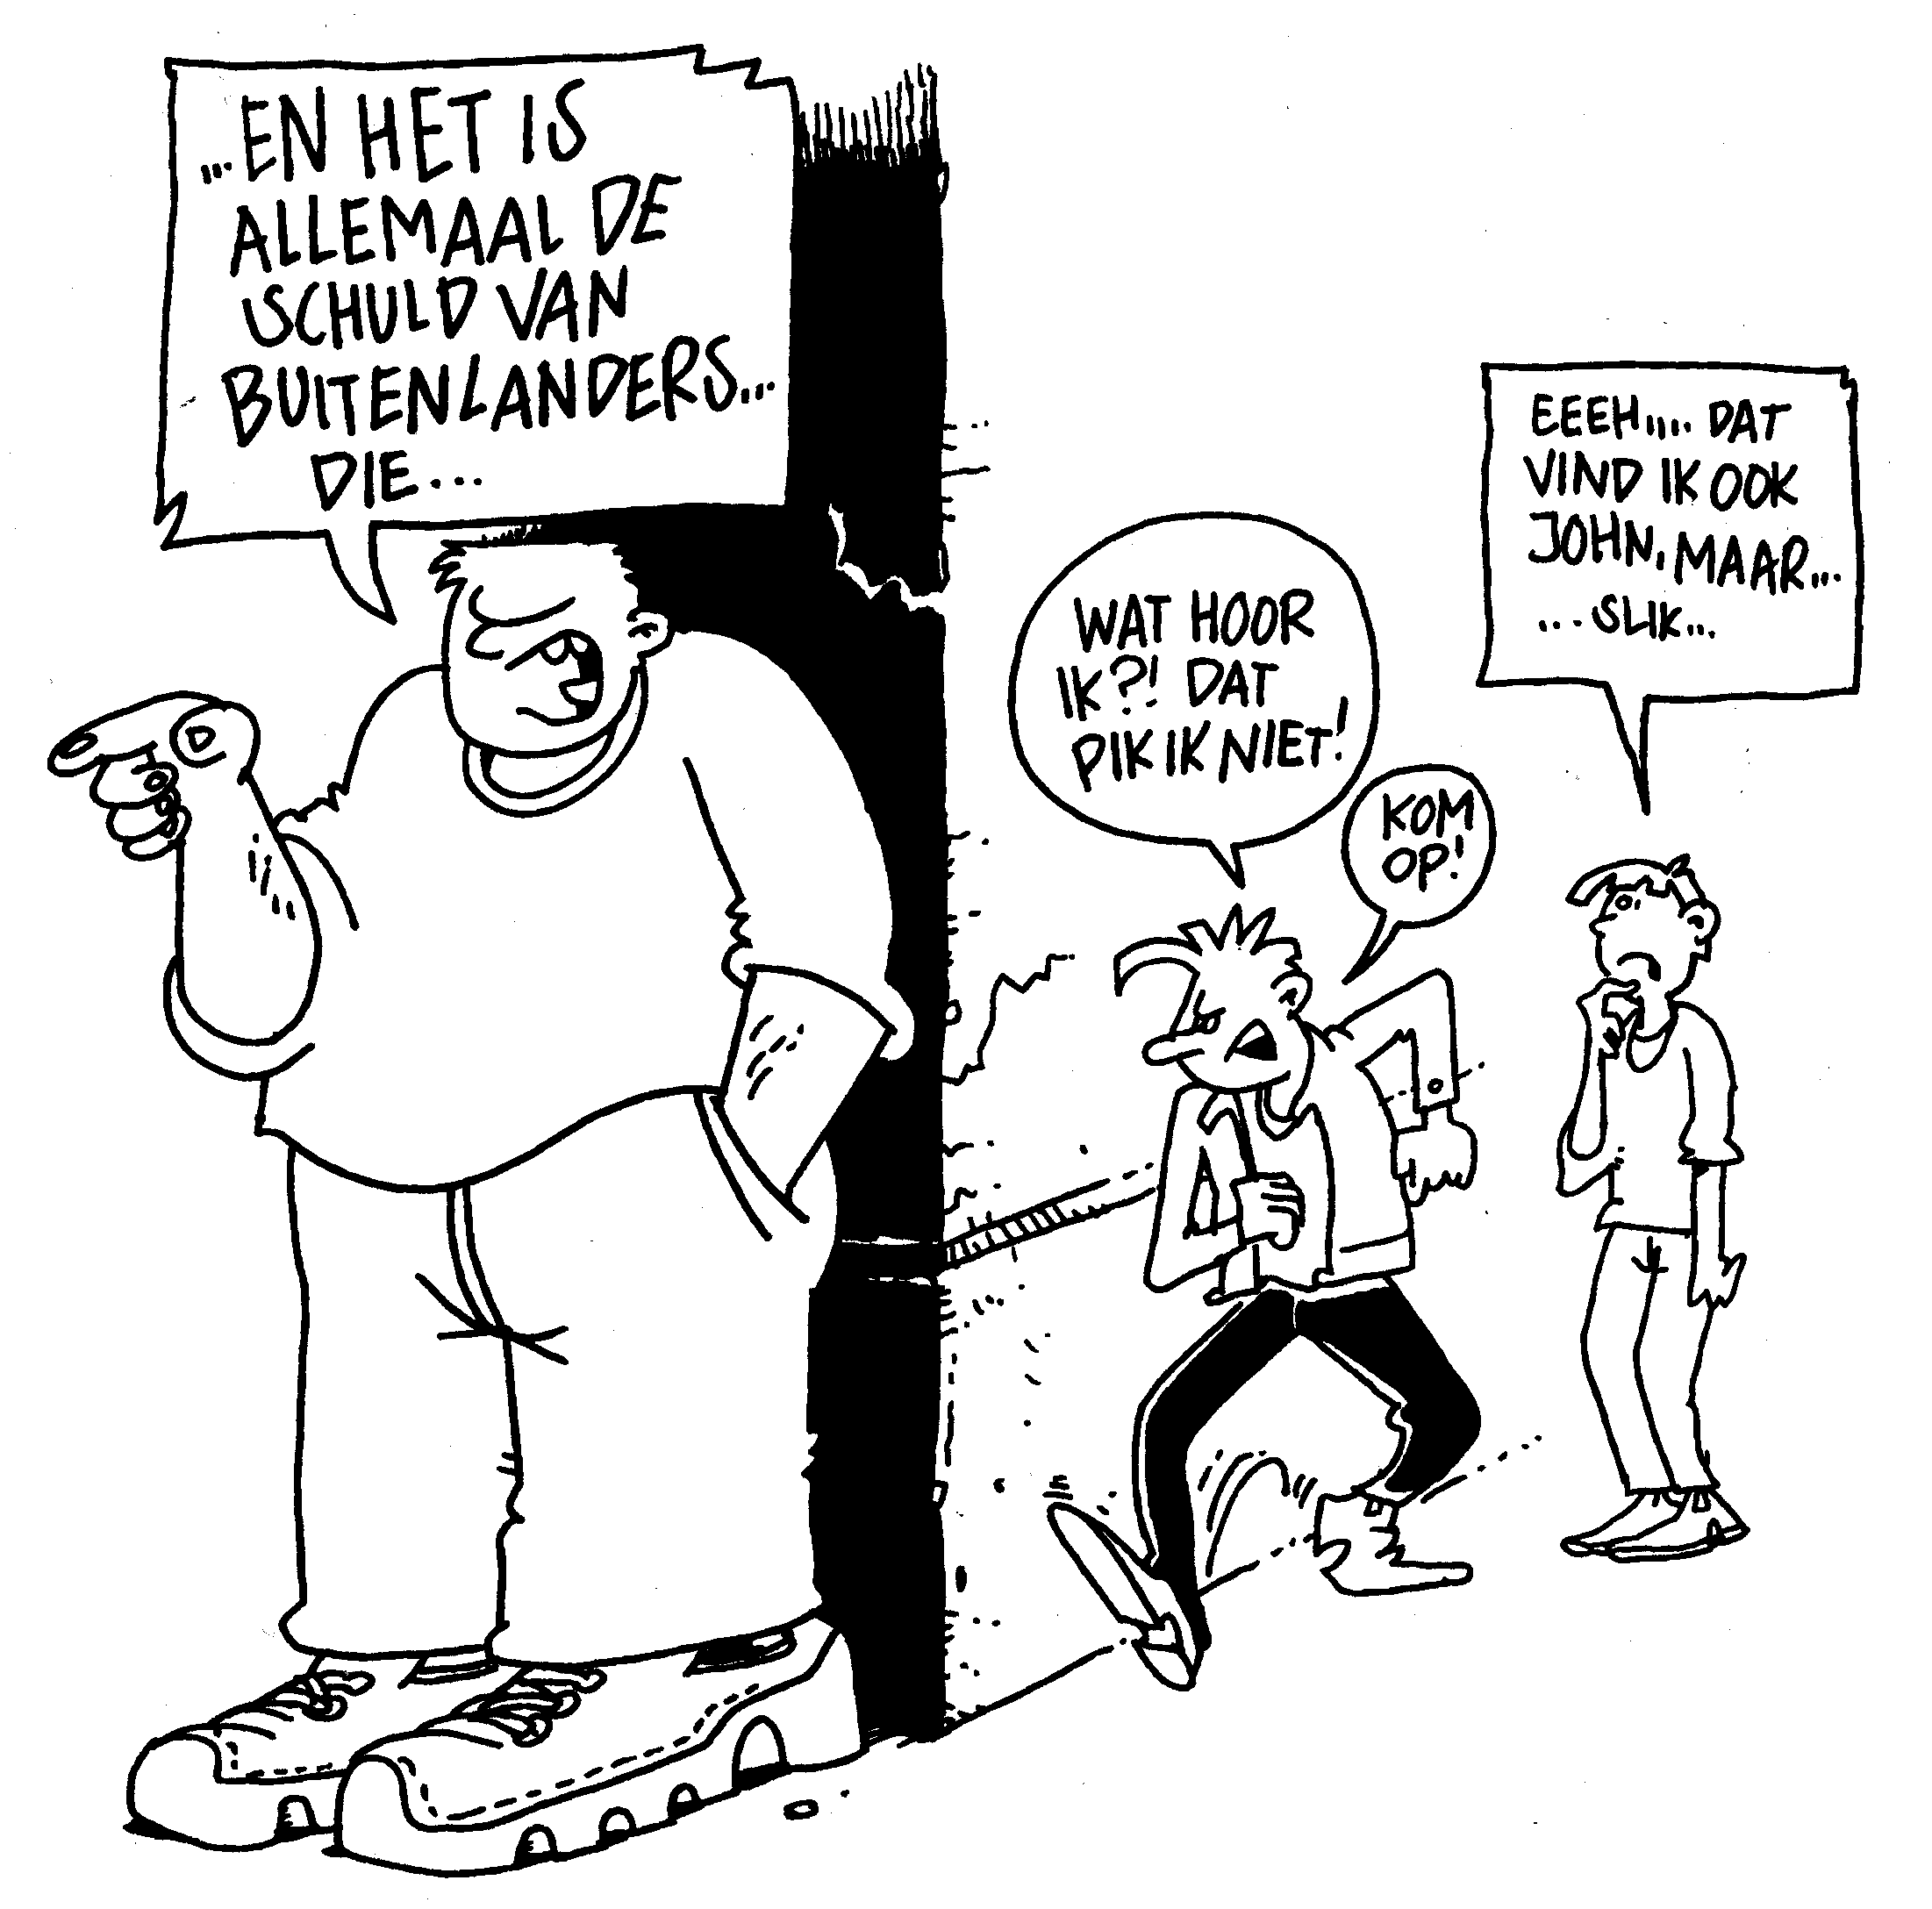 ...EN HET IS
ALLEMAAL DE
SCHULD VAN
BUITENLANDERS...
DIE...
WAT HOOR
IK?! DAT
PIK IK NIET!
KOM
OP!
EEEH.... DAT
VIND IK OOK
JOHN, MAAR...
...SLIK...
A